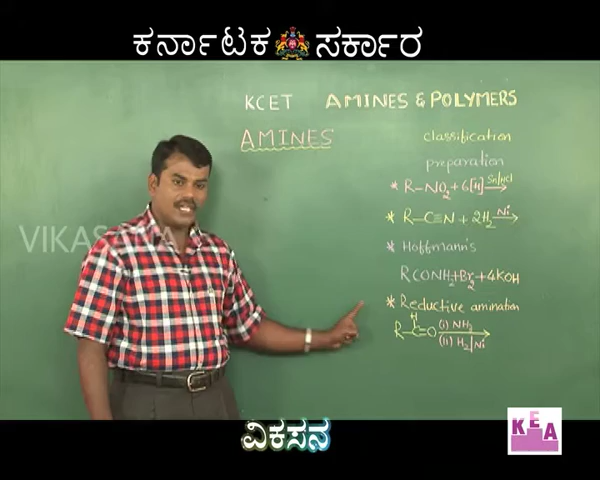 ಕರ್ನಾಟಕ ಸರ್ಕಾರ
KCET AMINES & POLYMERS
AMINES
classification
preparation
* R–NO₂ + 6[H] Sn/HCl →
VIKASANA
* R–C≡N + 2H₂ Ni →
* Hoffmann's
RCONH₂+Br₂+4KOH
* Reductive amination
H
R–C=O (i) NH₃ →
(ii) H₂/Ni
ವಿಕಸನ
KEA